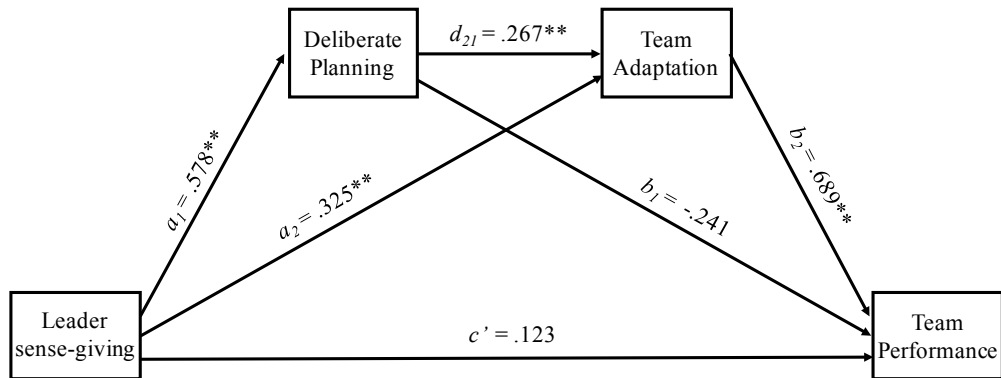 Deliberate
Planning
d21 = .267**
Team
Adaptation
a1 = .578**
a2 = .325**
b1 = -.241
b2 = .689**
Leader
sense-giving
c’ = .123
Team
Performance